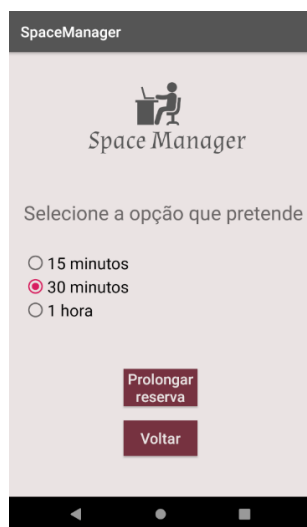 SpaceManager
Space Manager
Selecione a opção que pretende
15 minutos
30 minutos
1 hora
Prolongar
reserva
Voltar